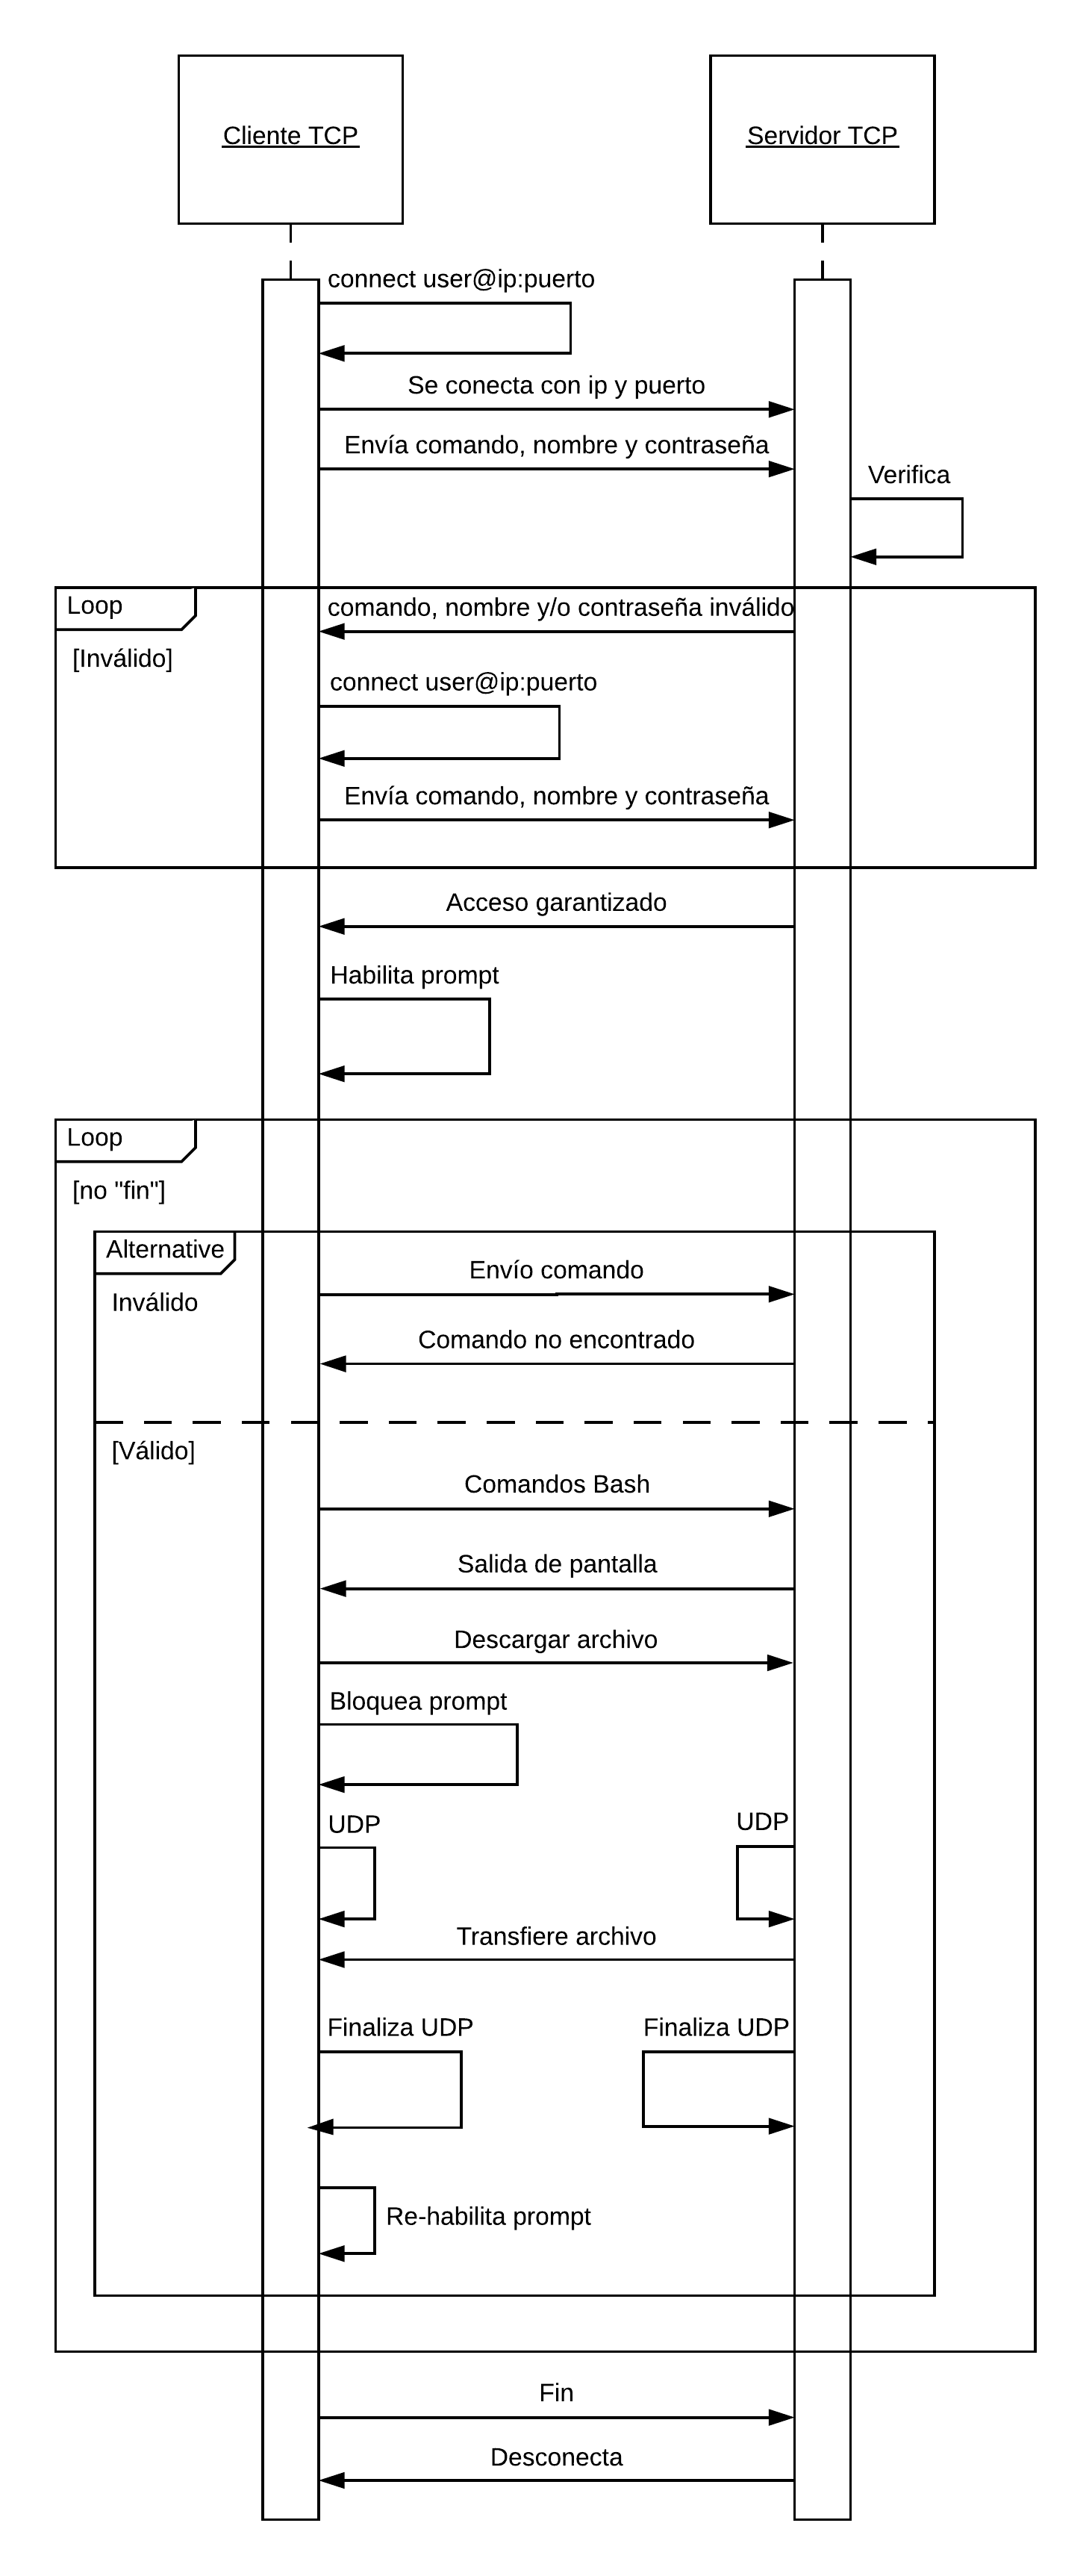 Cliente TCP
Servidor TCP
connect user@ip:puerto
Se conecta con ip y puerto
Envía comando, nombre y contraseña
Verifica
Loop
comando, nombre y/o contraseña inválido
[Inválido]
connect user@ip:puerto
Envía comando, nombre y contraseña
Acceso garantizado
Habilita prompt
Loop
[no "fin"]
Alternative
Envío comando
Inválido
Comando no encontrado
[Válido]
Comandos Bash
Salida de pantalla
Descargar archivo
Bloquea prompt
UDP
UDP
Transfiere archivo
Finaliza UDP
Finaliza UDP
Re-habilita prompt
Fin
Desconecta